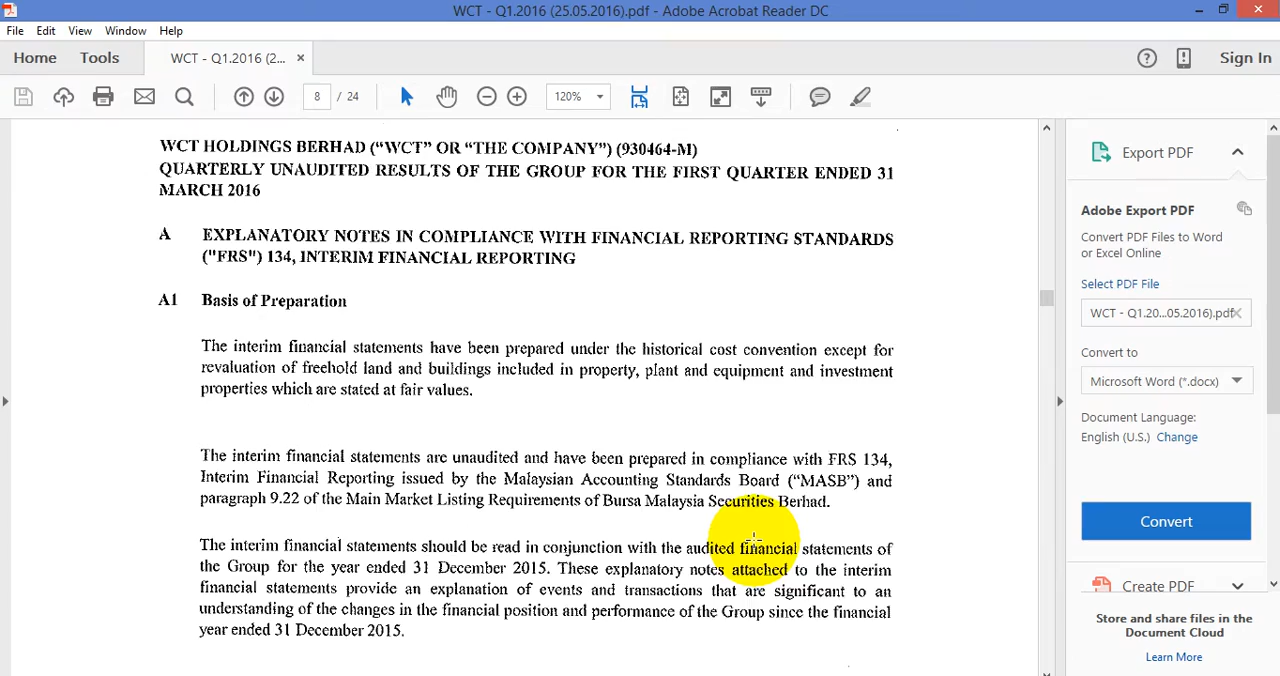 WCT - Q1.2016 (25.05.2016).pdf - Adobe Acrobat Reader DC
File Edit View Window Help
Home Tools WCT - Q1.2016 (2... × Sign In
8 / 24 120%
WCT HOLDINGS BERHAD ("WCT" OR "THE COMPANY") (930464-M)
QUARTERLY UNAUDITED RESULTS OF THE GROUP FOR THE FIRST QUARTER ENDED 31
MARCH 2016
A EXPLANATORY NOTES IN COMPLIANCE WITH FINANCIAL REPORTING STANDARDS
("FRS") 134, INTERIM FINANCIAL REPORTING
A1 Basis of Preparation
The interim financial statements have been prepared under the historical cost convention except for
revaluation of freehold land and buildings included in property, plant and equipment and investment
properties which are stated at fair values.
The interim financial statements are unaudited and have been prepared in compliance with FRS 134,
Interim Financial Reporting issued by the Malaysian Accounting Standards Board ("MASB") and
paragraph 9.22 of the Main Market Listing Requirements of Bursa Malaysia Securities Berhad.
The interim financial statements should be read in conjunction with the audited financial statements of
the Group for the year ended 31 December 2015. These explanatory notes attached to the interim
financial statements provide an explanation of events and transactions that are significant to an
understanding of the changes in the financial position and performance of the Group since the financial
year ended 31 December 2015.
Export PDF
Adobe Export PDF
Convert PDF Files to Word
or Excel Online
Select PDF File
WCT - Q1.20...05.2016).pdf
Convert to
Microsoft Word (*.docx)
Document Language:
English (U.S.) Change
Convert
Create PDF
Store and share files in the
Document Cloud
Learn More